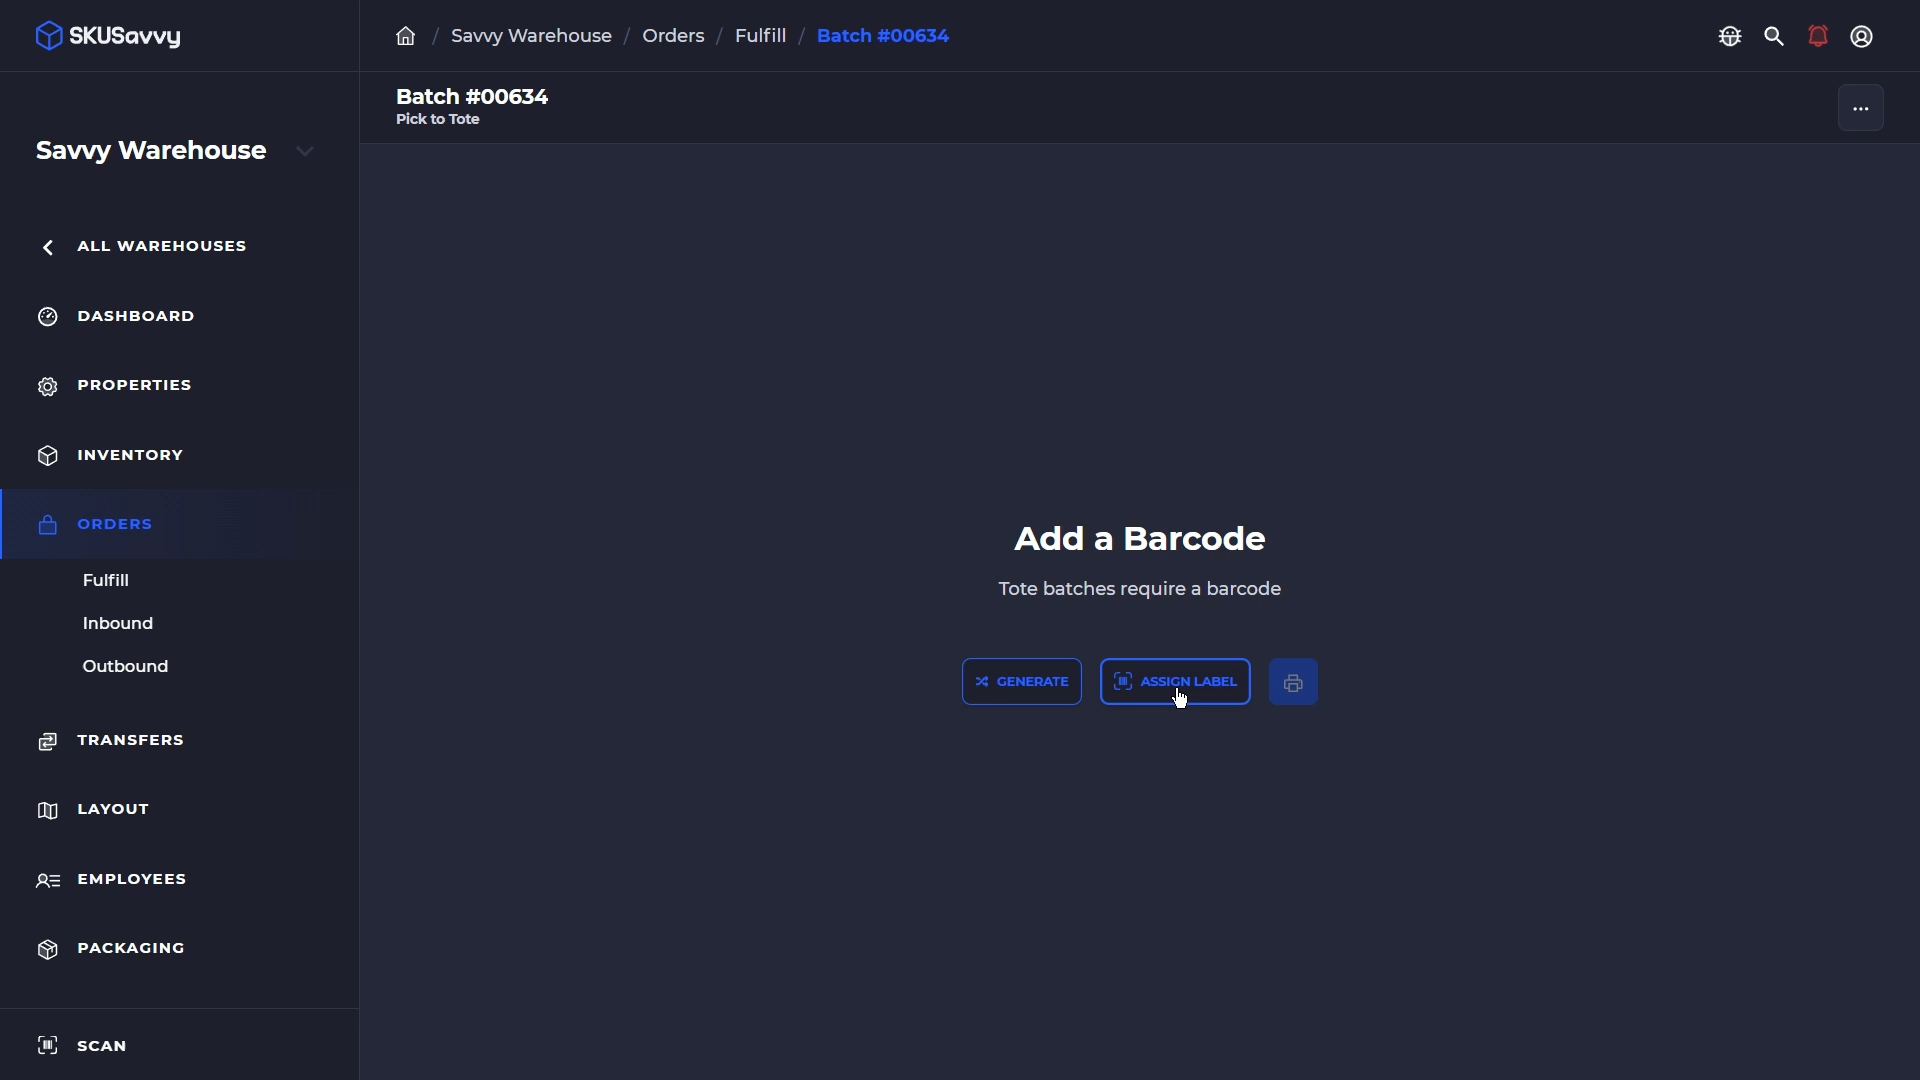 SKUSavvy
/ Savvy Warehouse / Orders / Fulfill / Batch #00634
Batch #00634
Pick to Tote
...
Savvy Warehouse
ALL WAREHOUSES
DASHBOARD
PROPERTIES
INVENTORY
ORDERS
Fulfill
Inbound
Outbound
TRANSFERS
LAYOUT
EMPLOYEES
PACKAGING
SCAN
Add a Barcode
Tote batches require a barcode
GENERATE
ASSIGN LABEL